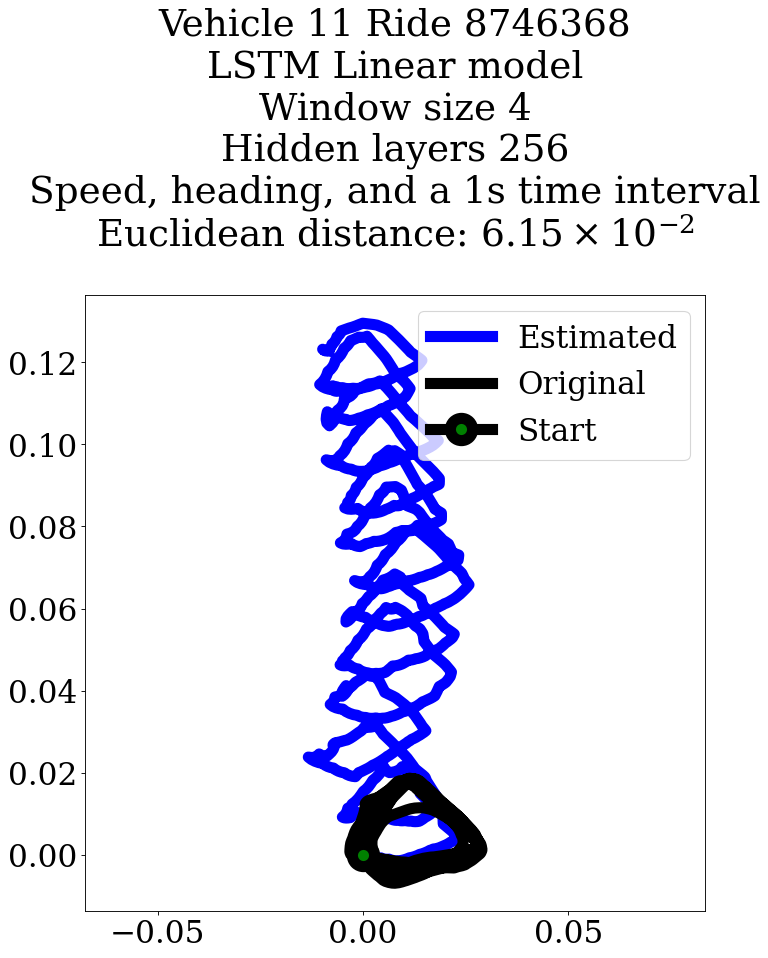 Vehicle 11 Ride 8746368
LSTM Linear model
Window size 4
Hidden layers 256
Speed, heading, and a 1s time interval
Euclidean distance: 6.15 × 10⁻²
Estimated
Original
Start
0.12
0.10
0.08
0.06
0.04
0.02
0.00
−0.05 0.00 0.05